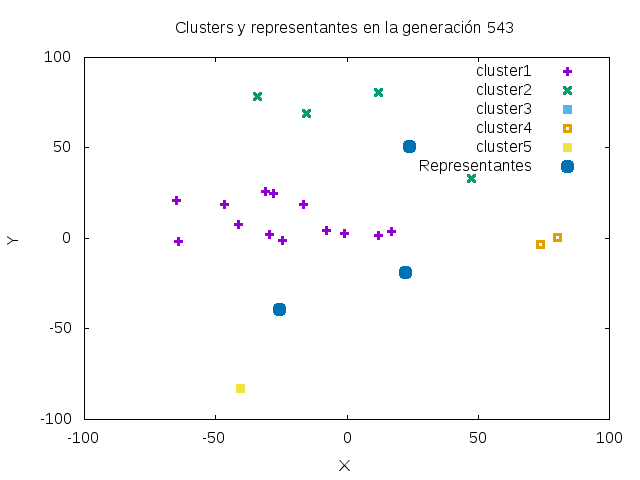 Clusters y representantes en la generación 543
100
50
0
-50
-100
-100
-50
0
50
100
Y
X
cluster1
cluster2
cluster3
cluster4
cluster5
Representantes